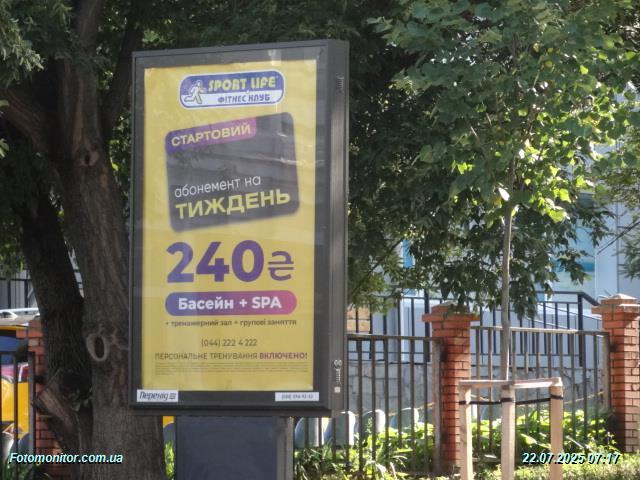 SPORT LIFE
ФІТНЕС КЛУБ
СТАРТОВИЙ
абонемент на
ТИЖДЕНЬ
240₴
Басейн + SPA
+ тренажерний зал + групові заняття
(044) 222 4 222
ПЕРСОНАЛЬНЕ ТРЕНУВАННЯ ВКЛЮЧЕНО!
Перехід
Fotomonitor.com.ua
22.07.2025 07:17